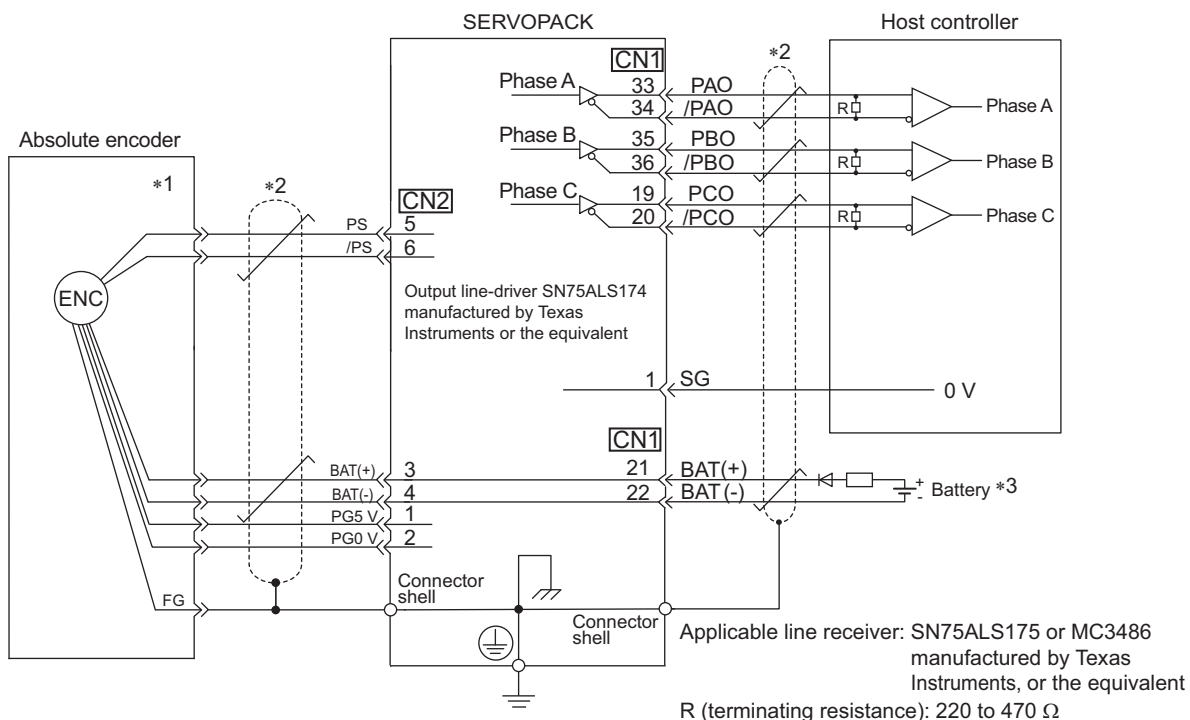 SERVOPACK
Host controller
CN1
*2
Phase A
33
PAO
34
/PAO
R
Phase A
Phase B
35
PBO
36
/PBO
R
Phase B
Phase C
19
PCO
20
/PCO
R
Phase C
Absolute encoder
*1
*2
CN2
PS
5
/PS
6
ENC
Output line-driver SN75ALS174
manufactured by Texas
Instruments or the equivalent
1
SG
0 V
CN1
BAT(+)
3
21
BAT(+)
BAT(-)
4
22
BAT (-)
+
-
Battery *3
PG5 V
1
PG0 V
2
FG
Connector
shell
Connector
shell
Applicable line receiver: SN75ALS175 or MC3486
manufactured by Texas
Instruments, or the equivalent
R (terminating resistance): 220 to 470 Ω